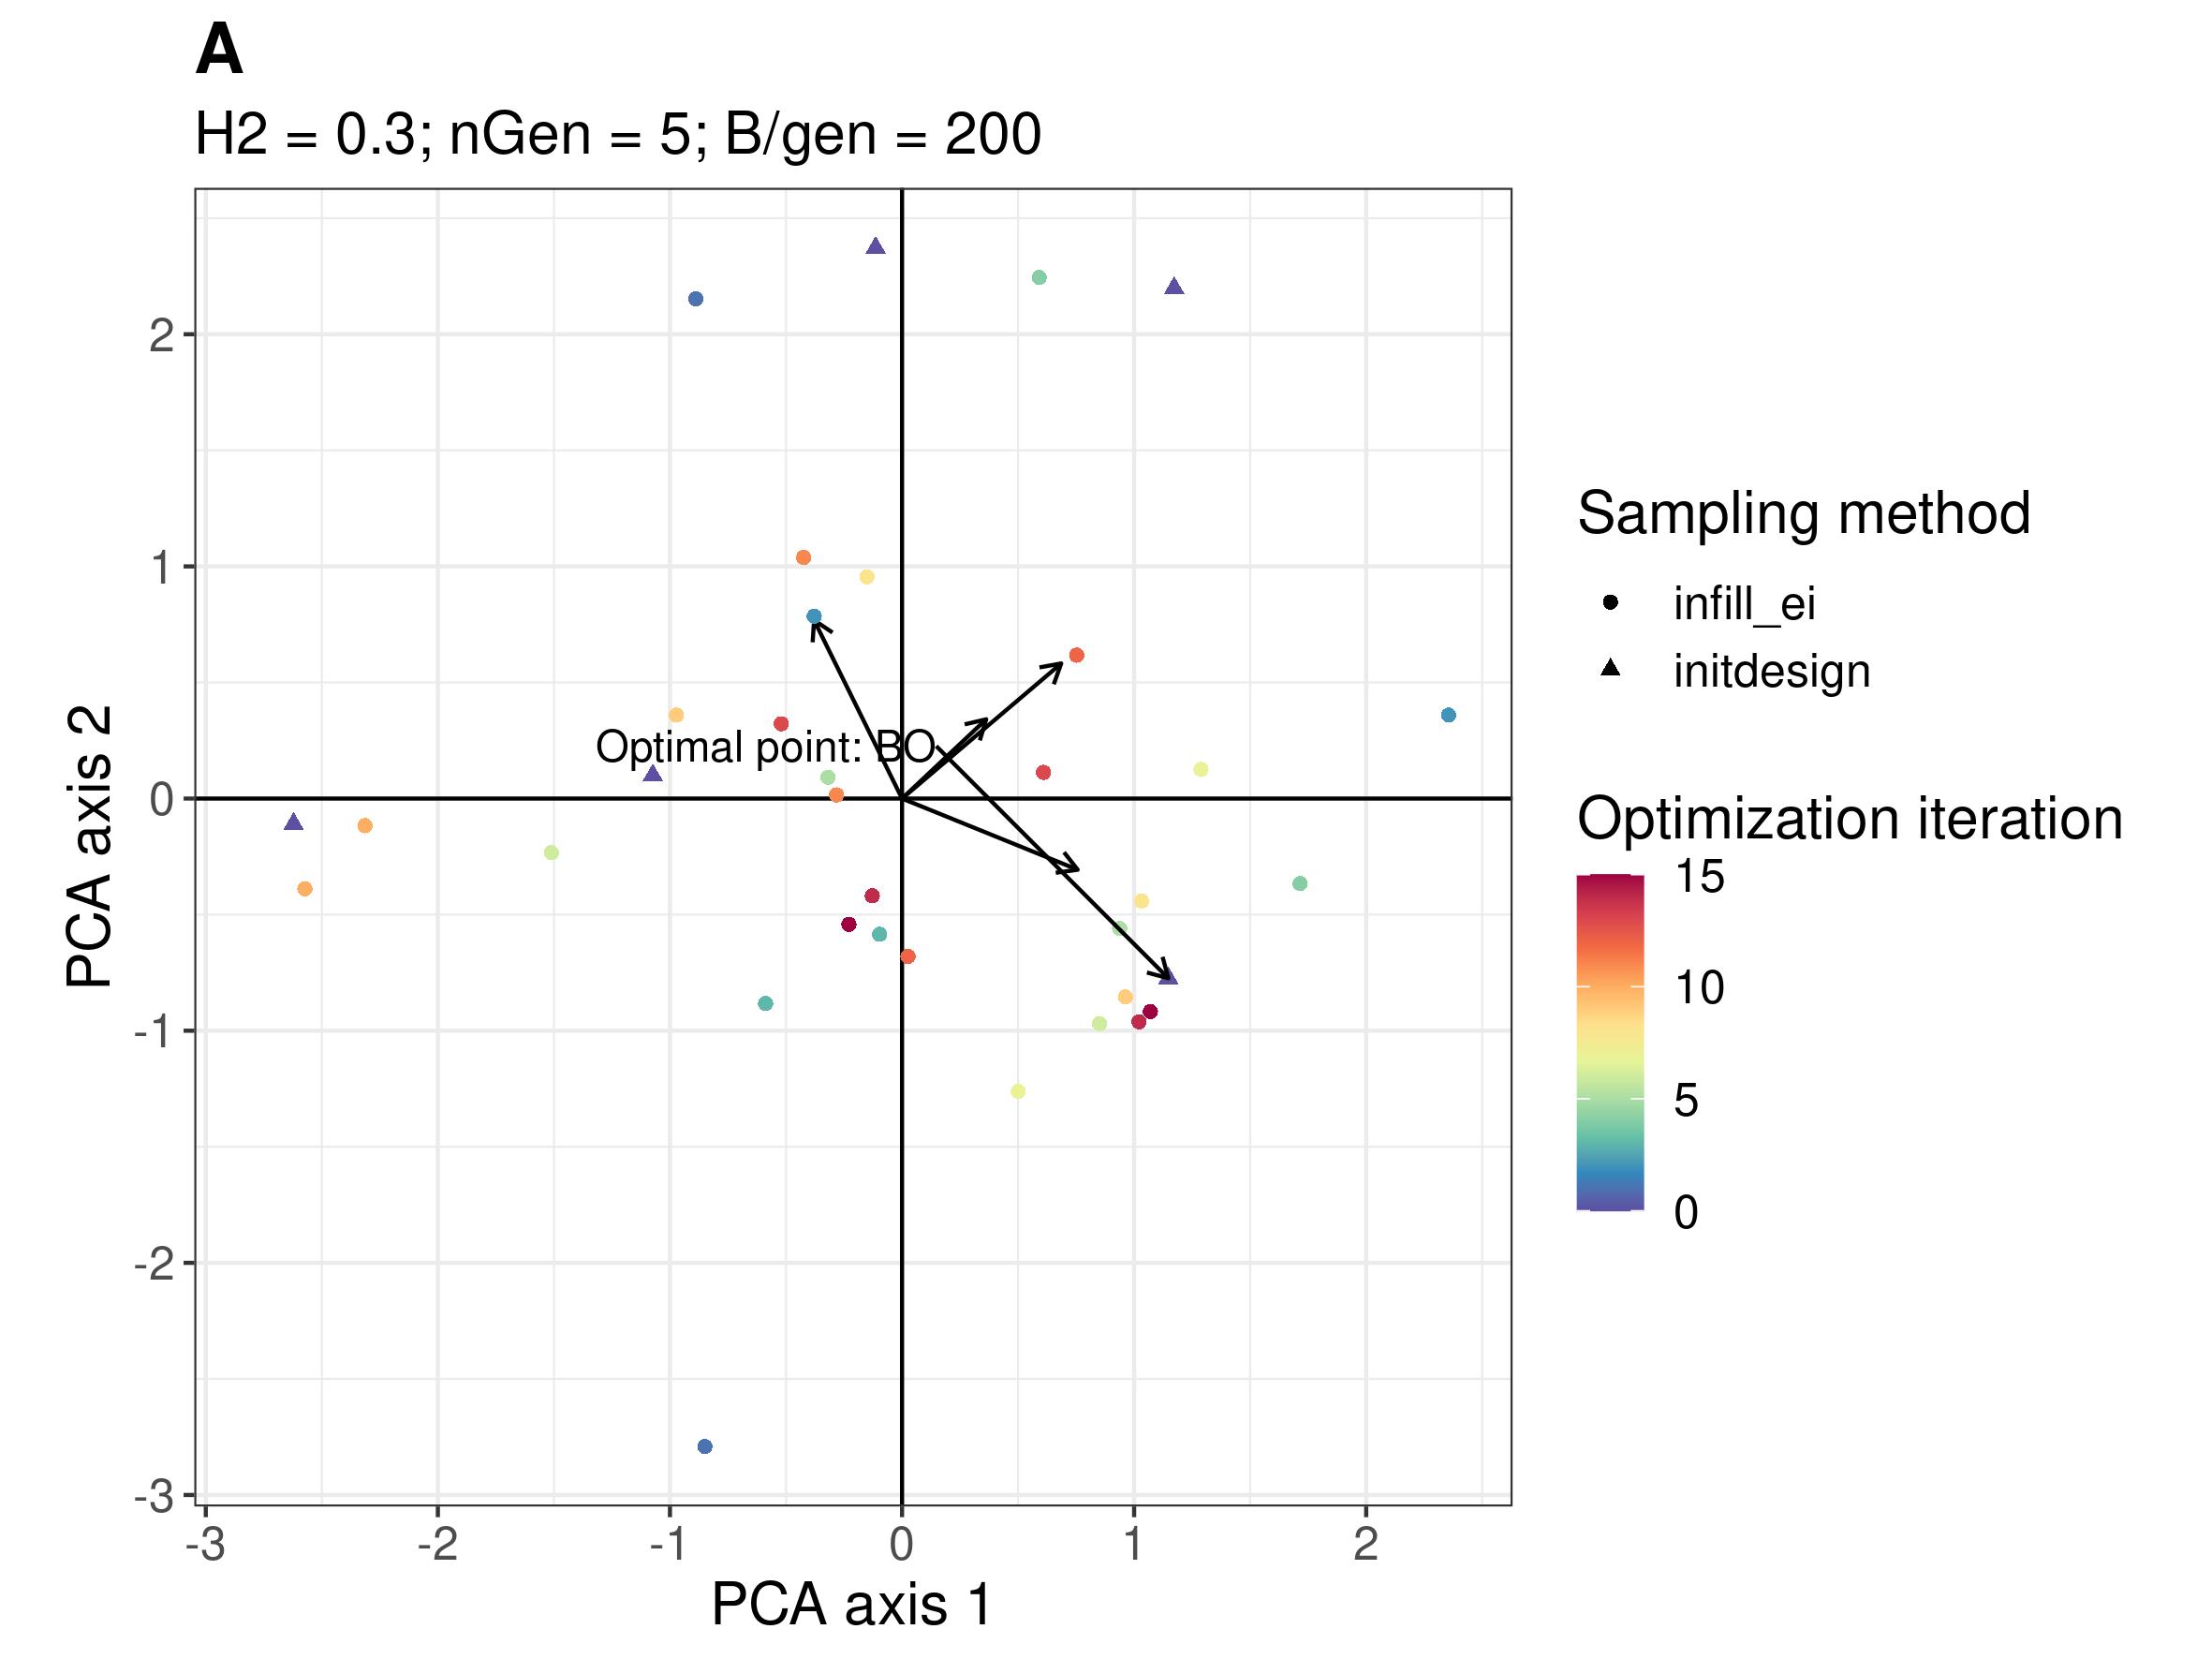 A
H2 = 0.3; nGen = 5; B/gen = 200
PCA axis 2
2
1
0
-1
-2
-3
Optimal point: BO
-3
-2
-1
0
1
2
PCA axis 1
Sampling method
infill_ei
initdesign
Optimization iteration
15
10
5
0